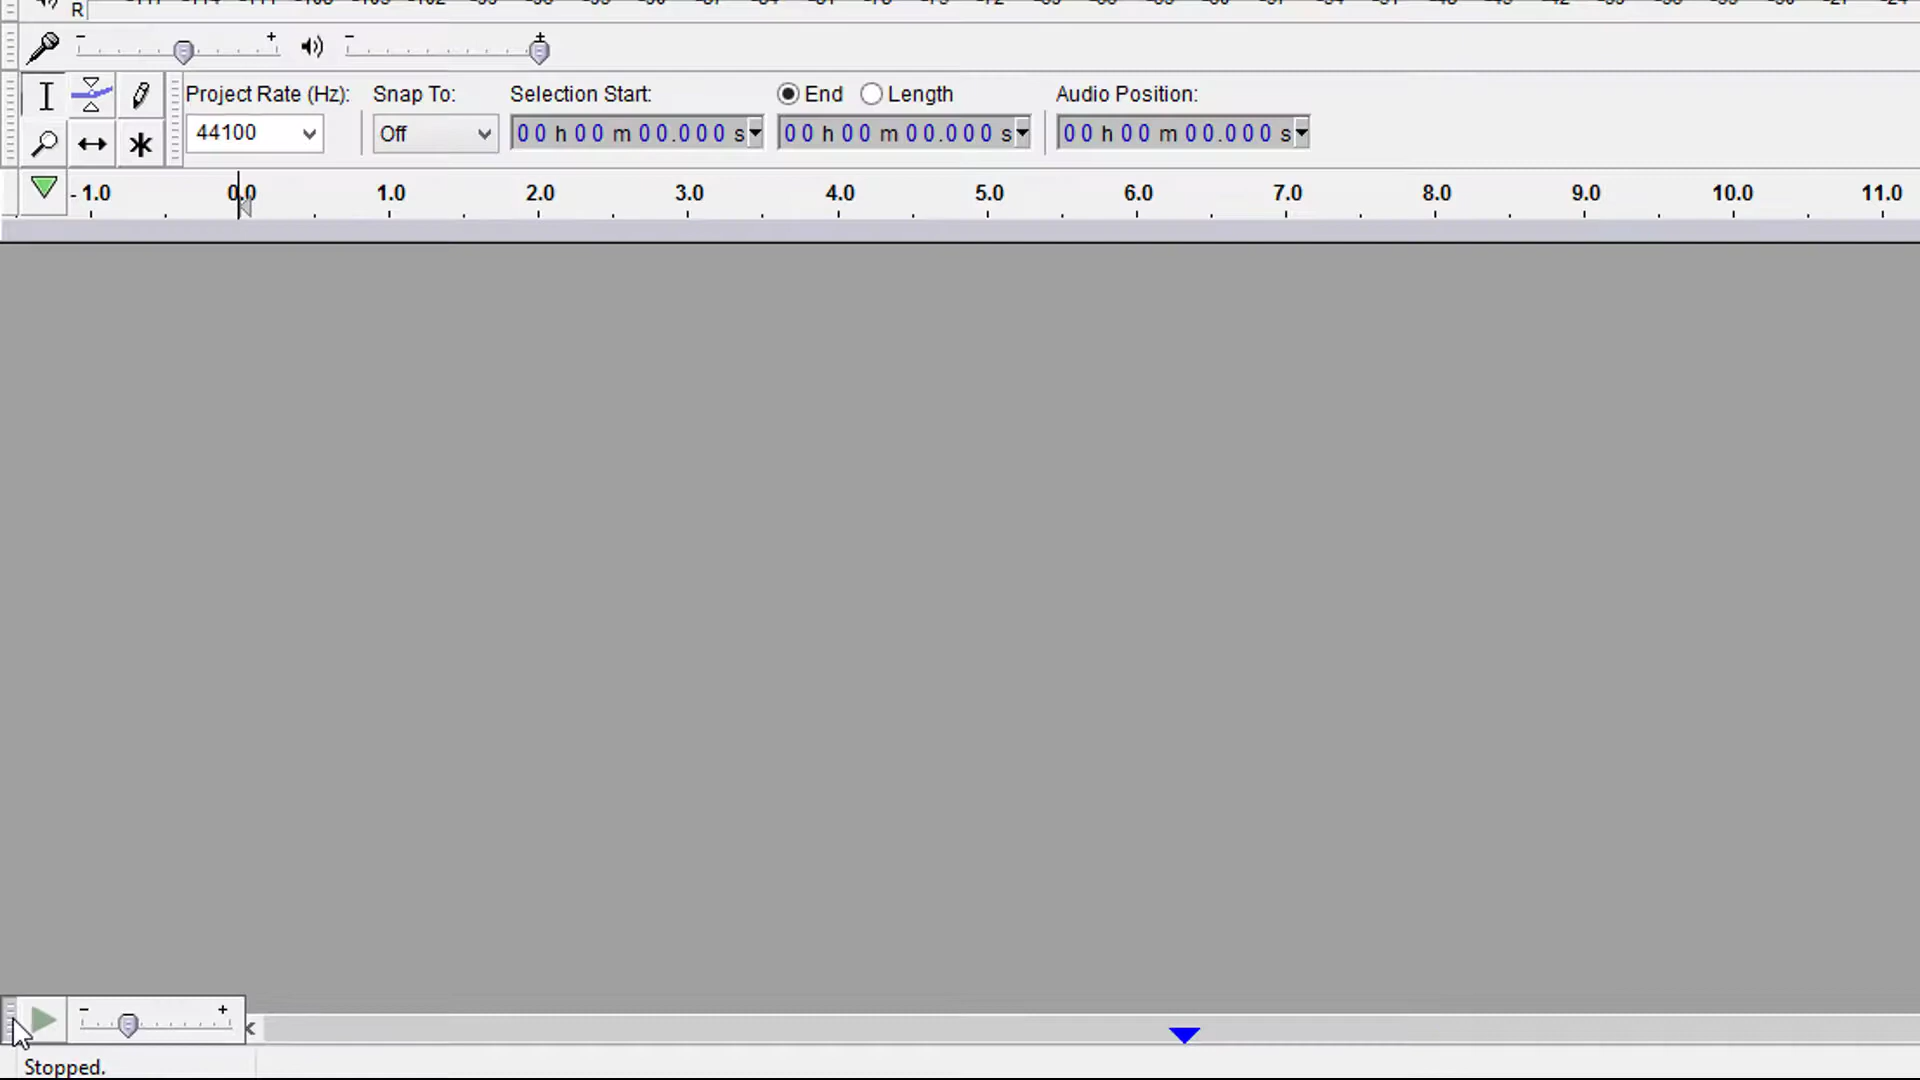 R
- + - +
Project Rate (Hz): Snap To: Selection Start: End Length Audio Position:
44100 Off 00 h 00 m 00.000 s 00 h 00 m 00.000 s 00 h 00 m 00.000 s
- 1.0 0.0 1.0 2.0 3.0 4.0 5.0 6.0 7.0 8.0 9.0 10.0 11.0
- +
Stopped.